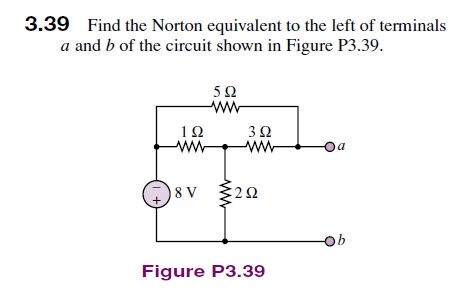 3.39 Find the Norton equivalent to the left of terminals
a and b of the circuit shown in Figure P3.39.
5 Ω
1 Ω
3 Ω
a
−
+
8 V
2 Ω
b
Figure P3.39